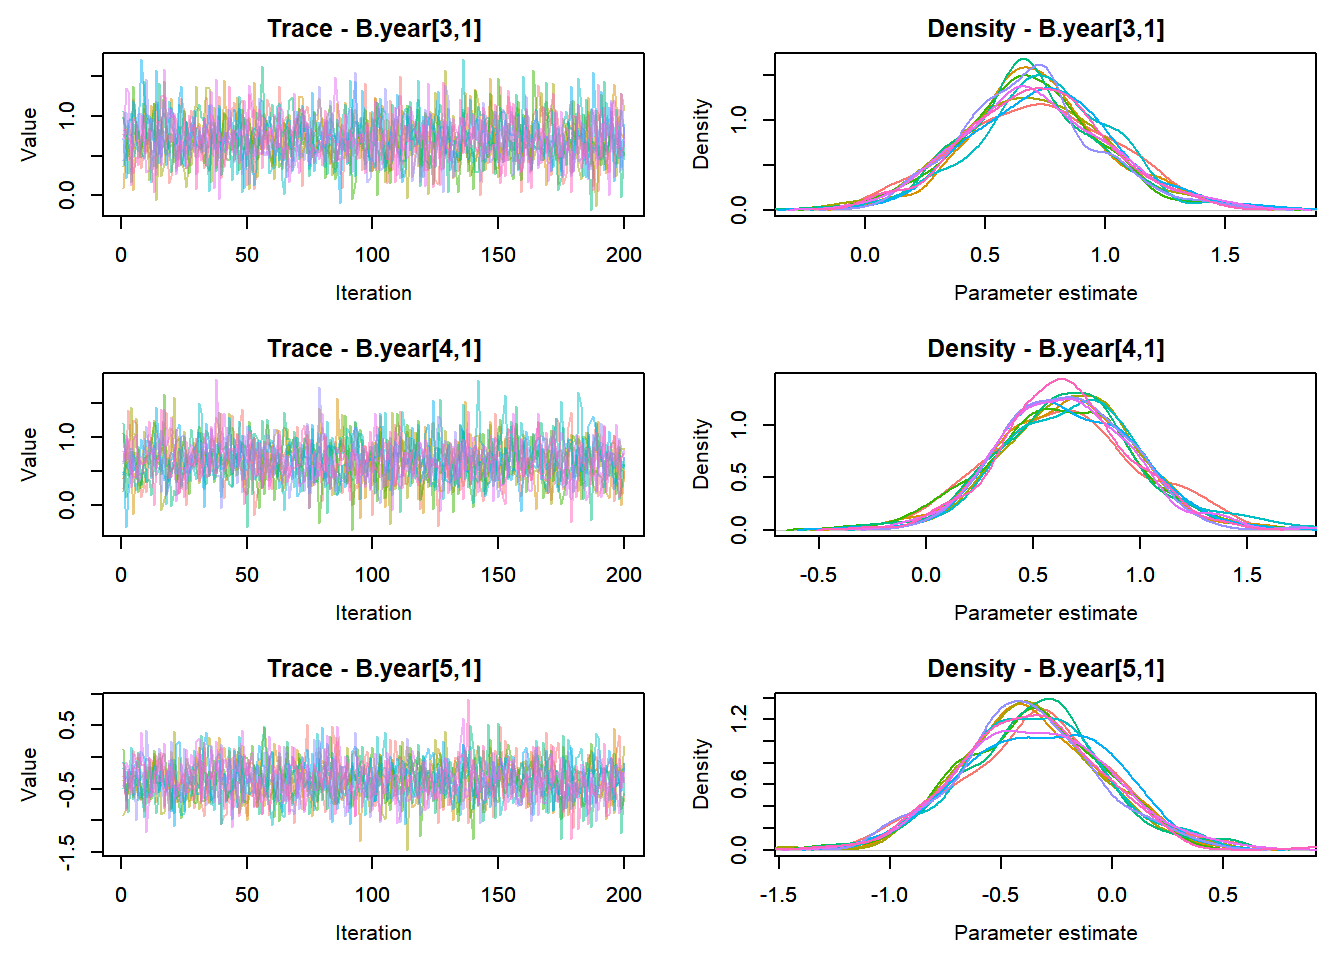 Trace - B.year[3,1]
Value
0.0 1.0
0 50 100 150 200
Iteration
Density - B.year[3,1]
Density
0.0 1.0
0.0 0.5 1.0 1.5
Parameter estimate
Trace - B.year[4,1]
Value
0.0 1.0
0 50 100 150 200
Iteration
Density - B.year[4,1]
Density
0.0 0.5 1.0
-0.5 0.0 0.5 1.0 1.5
Parameter estimate
Trace - B.year[5,1]
Value
-1.5 -0.5 0.5
0 50 100 150 200
Iteration
Density - B.year[5,1]
Density
0.0 0.6 1.2
-1.5 -1.0 -0.5 0.0 0.5
Parameter estimate